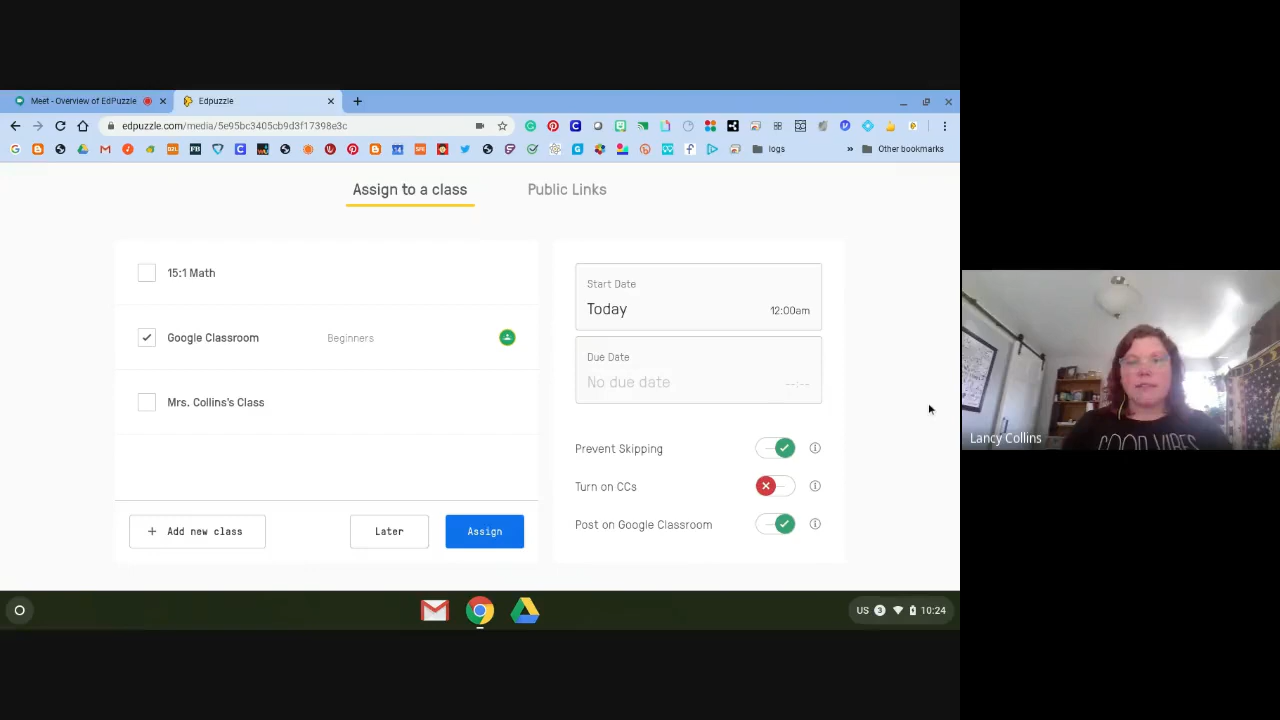 Meet - Overview of EdPuzzle
Edpuzzle
edpuzzle.com/media/5e95bc3405cb9d3f17398e3c
logs
Other bookmarks
Assign to a class
Public Links
15:1 Math
Google Classroom
Beginners
Mrs. Collins's Class
+ Add new class
Later
Assign
Start Date
Today
12:00am
Due Date
No due date
--:--
Prevent Skipping
Turn on CCs
Post on Google Classroom
US 3 10:24
Lancy Collins
GOOD VIBES